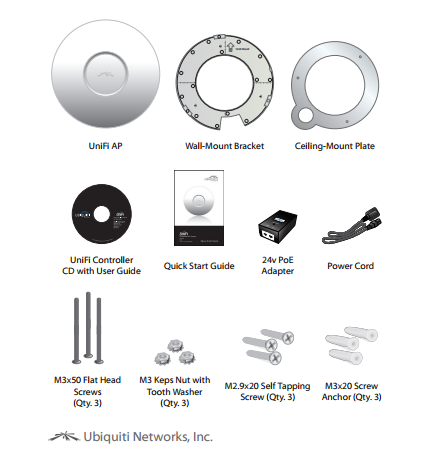 UniFi AP
Wall-Mount Bracket
Ceiling-Mount Plate
UniFi Controller
CD with User Guide
Quick Start Guide
24v PoE
Adapter
Power Cord
M3x50 Flat Head
Screws
(Qty. 3)
M3 Keps Nut with
Tooth Washer
(Qty. 3)
M2.9x20 Self Tapping
Screw (Qty. 3)
M3x20 Screw
Anchor (Qty. 3)
Ubiquiti Networks, Inc.